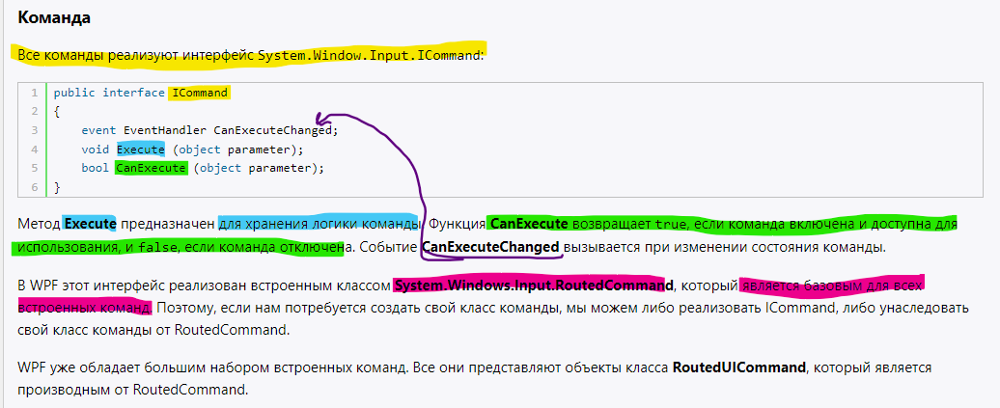 Команда
Все команды реализуют интерфейс System.Window.Input.ICommand:
1 public interface ICommand
2 {
3 event EventHandler CanExecuteChanged;
4 void Execute (object parameter);
5 bool CanExecute (object parameter);
6 }
Метод Execute предназначен для хранения логики команды. Функция CanExecute возвращает true, если команда включена и доступна для
использования, и false, если команда отключена. Событие CanExecuteChanged вызывается при изменении состояния команды.
В WPF этот интерфейс реализован встроенным классом System.Windows.Input.RoutedCommand, который является базовым для всех
встроенных команд. Поэтому, если нам потребуется создать свой класс команды, мы можем либо реализовать ICommand, либо унаследовать
свой класс команды от RoutedCommand.
WPF уже обладает большим набором встроенных команд. Все они представляют объекты класса RoutedUICommand, который является
производным от RoutedCommand.